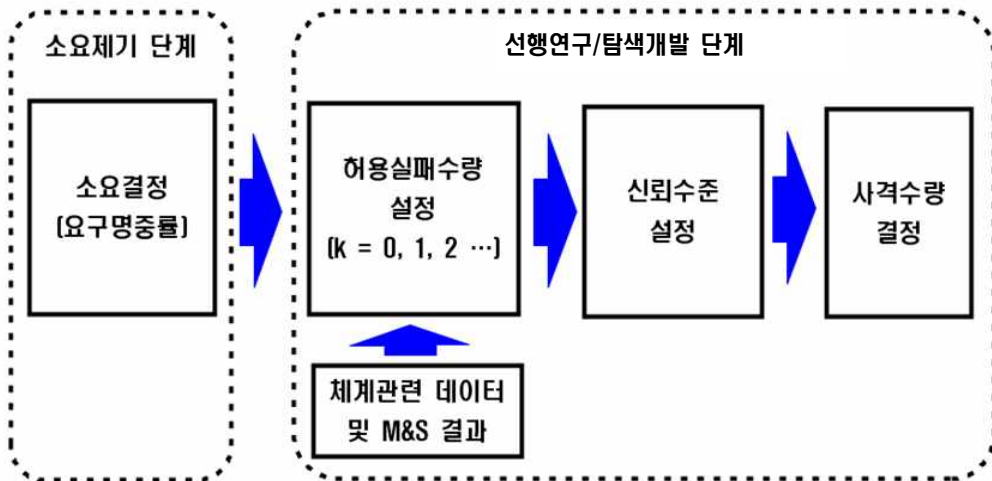 소요제기 단계
선행연구/탐색개발 단계
소요결정
(요구명중률)
허용실패수량
설정
(k = 0, 1, 2 ⋯)
신뢰수준
설정
사격수량
결정
체계관련 데이터
및 M&S 결과